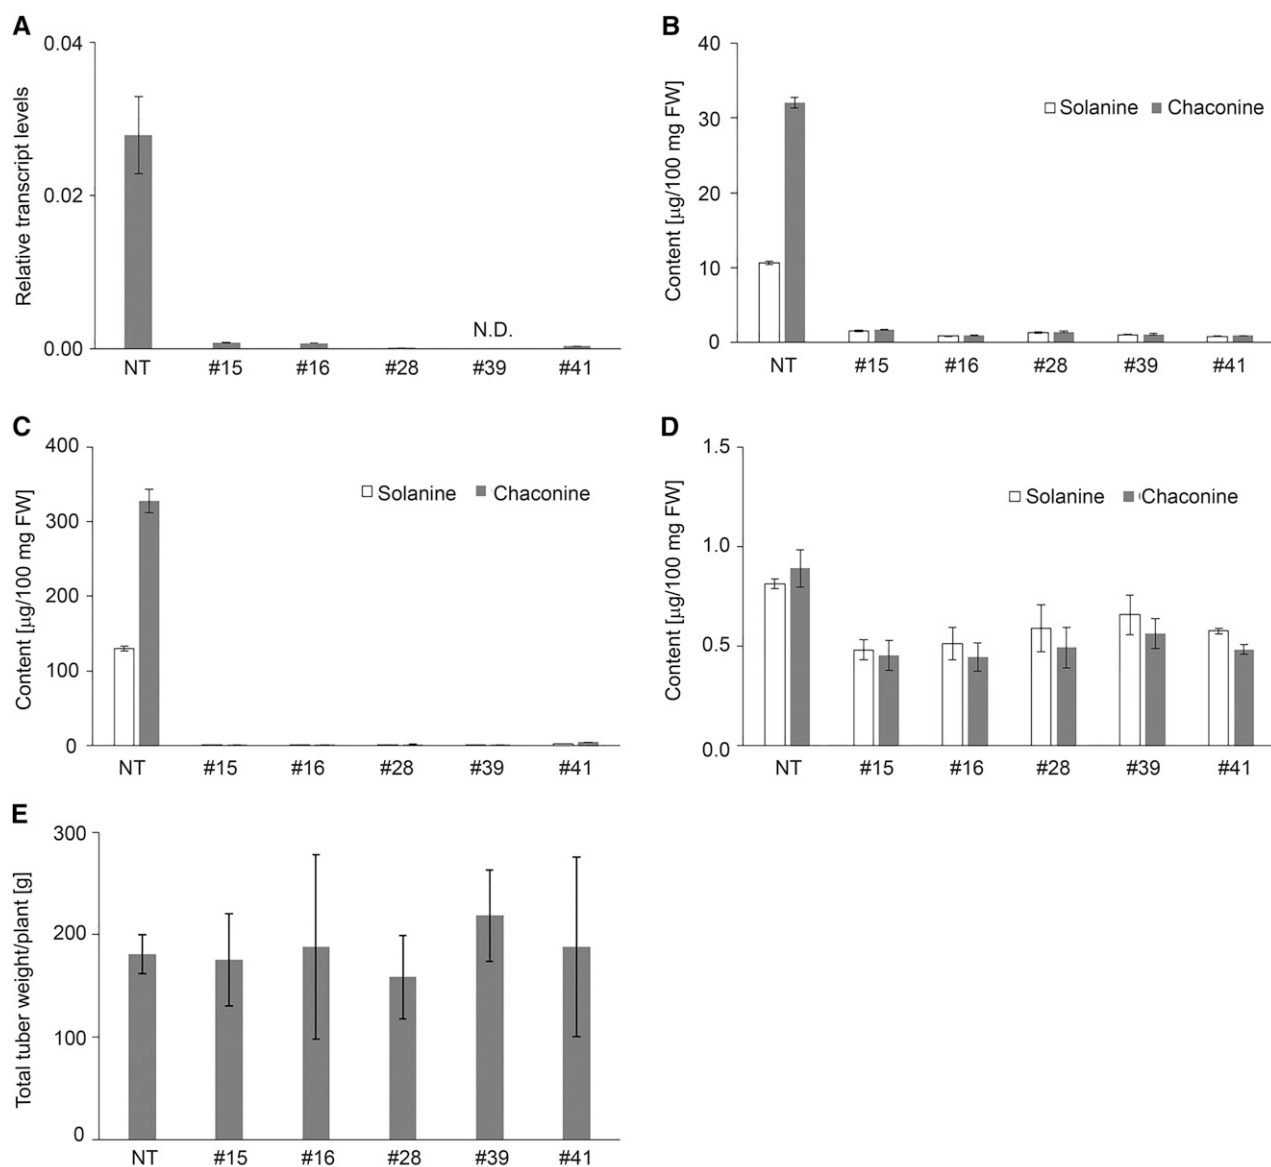 A
Relative transcript levels
0.04
0.02
0.00
N.D.
NT #15 #16 #28 #39 #41
B
Content [µg/100 mg FW]
40
30
20
10
0
Solanine Chaconine
NT #15 #16 #28 #39 #41
C
Content [µg/100 mg FW]
400
300
200
100
0
Solanine Chaconine
NT #15 #16 #28 #39 #41
D
Content [µg/100 mg FW]
1.5
1.0
0.5
0.0
Solanine Chaconine
NT #15 #16 #28 #39 #41
E
Total tuber weight/plant [g]
300
200
100
0
NT #15 #16 #28 #39 #41